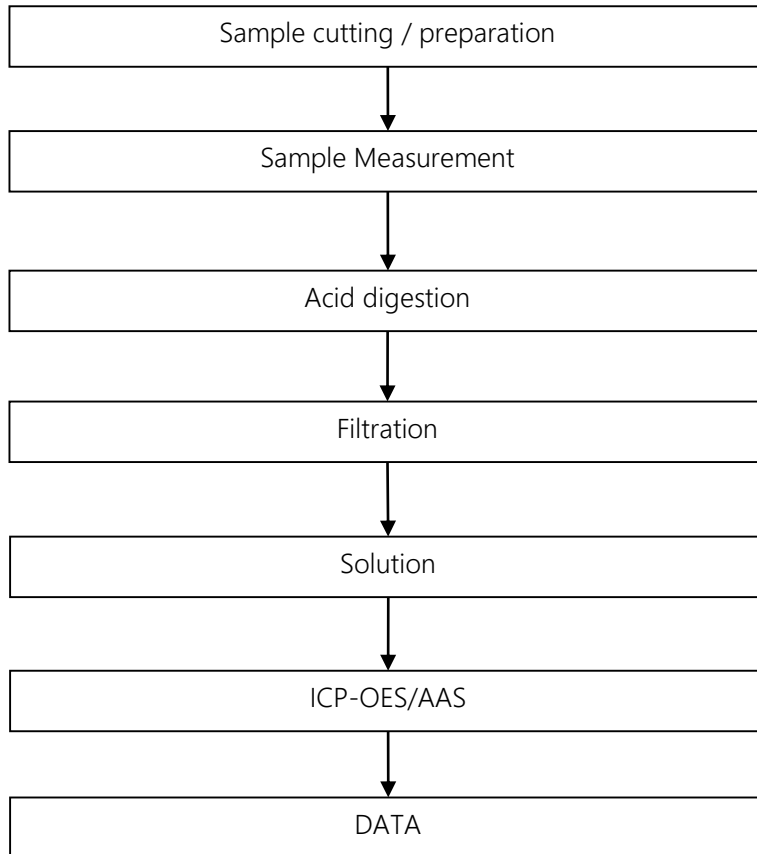 Sample cutting / preparation
Sample Measurement
Acid digestion
Filtration
Solution
ICP-OES/AAS
DATA